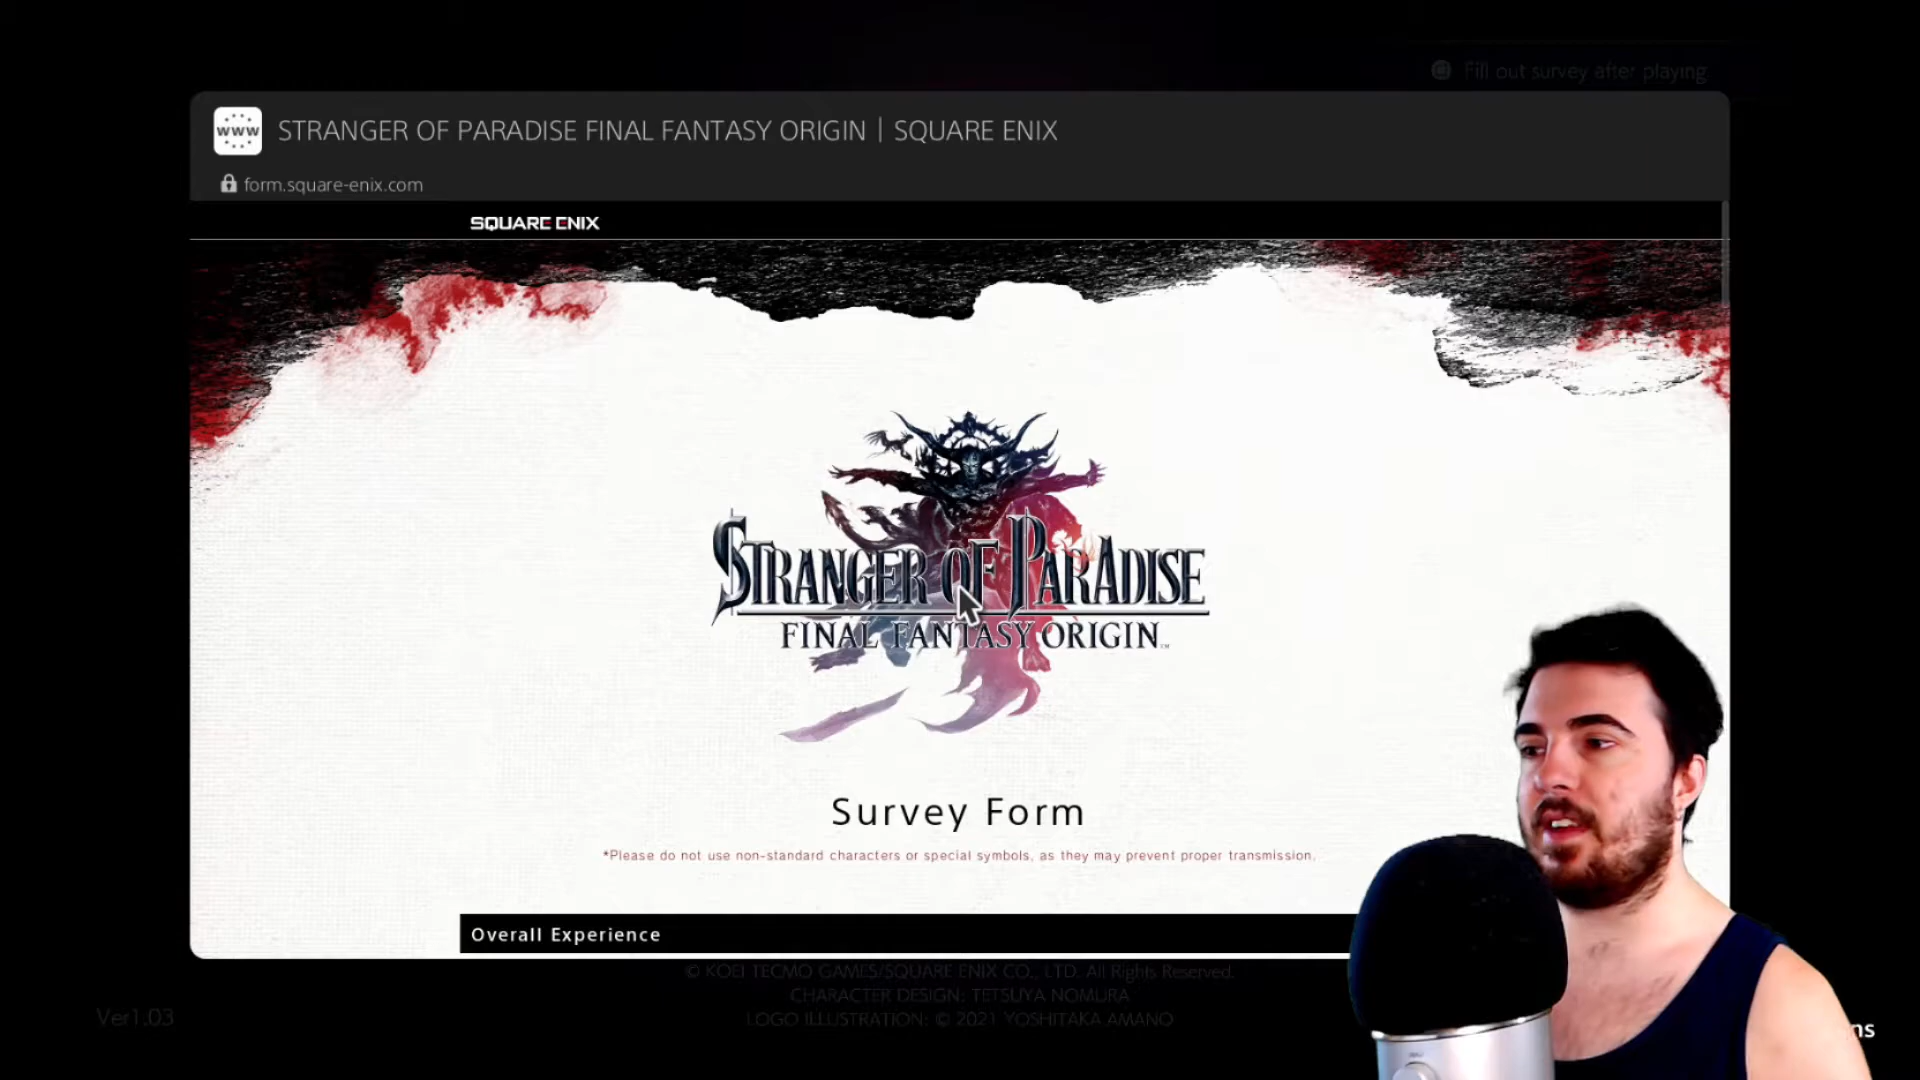 Fill out survey after playing
www
STRANGER OF PARADISE FINAL FANTASY ORIGIN | SQUARE ENIX
form.square-enix.com
SQUARE ENIX
STRANGER OF PARADISE
FINAL FANTASY ORIGIN™
Survey Form
*Please do not use non-standard characters or special symbols, as they may prevent proper transmission.
Overall Experience
© KOEI TECMO GAMES/SQUARE ENIX CO., LTD. All Rights Reserved.
CHARACTER DESIGN: TETSUYA NOMURA
LOGO ILLUSTRATION: © 2021 YOSHITAKA AMANO
Ver1.03
ns